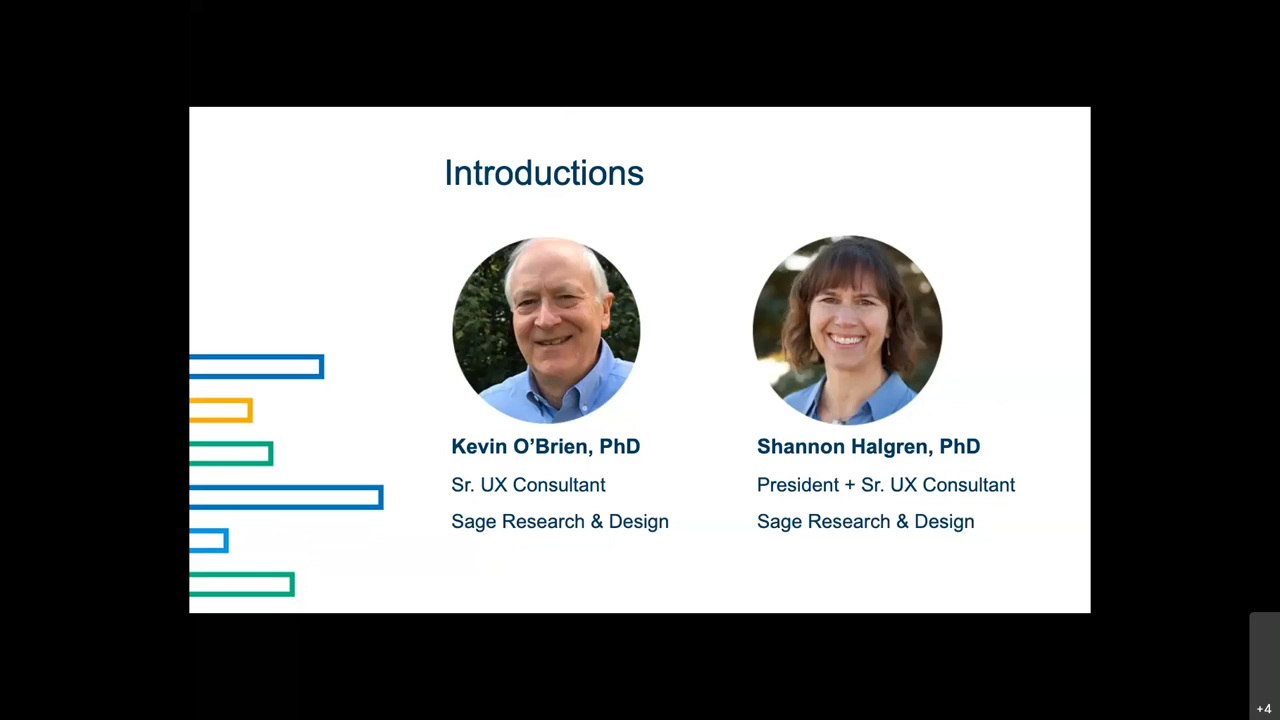 Introductions
Kevin O’Brien, PhD
Sr. UX Consultant
Sage Research & Design
Shannon Halgren, PhD
President + Sr. UX Consultant
Sage Research & Design
+4